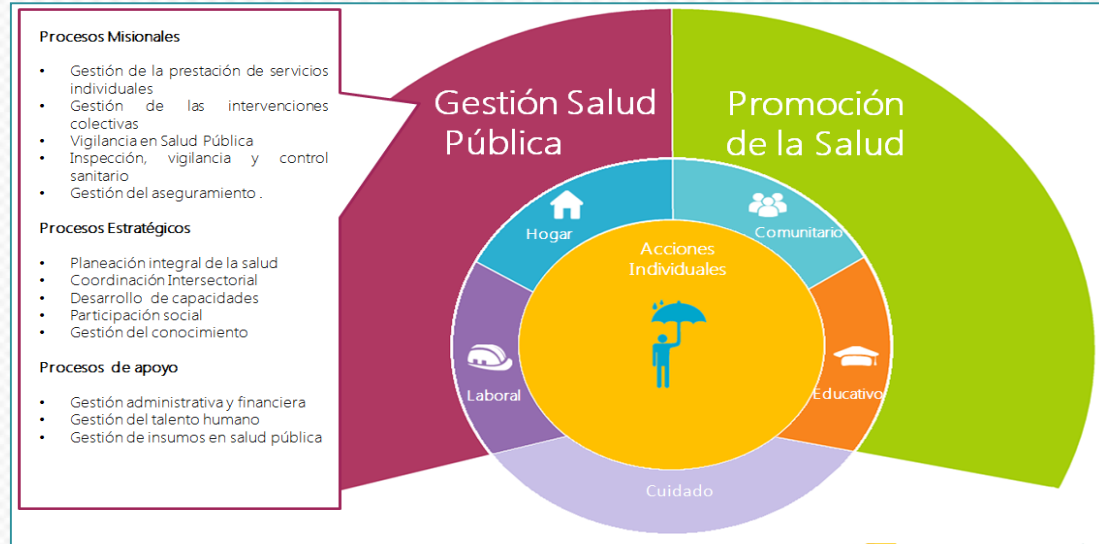 Procesos Misionales
• Gestión de la prestación de servicios
individuales
• Gestión de las intervenciones
colectivas
• Vigilancia en Salud Pública
• Inspección, vigilancia y control
sanitario
• Gestión del aseguramiento .
Procesos Estratégicos
• Planeación integral de la salud
• Coordinación Intersectorial
• Desarrollo de capacidades
• Participación social
• Gestión del conocimiento
Procesos de apoyo
• Gestión administrativa y financiera
• Gestión del talento humano
• Gestión de insumos en salud pública
Gestión Salud
Pública
Promoción
de la Salud
Hogar
Comunitario
Acciones
Individuales
Laboral
Educativo
Cuidado